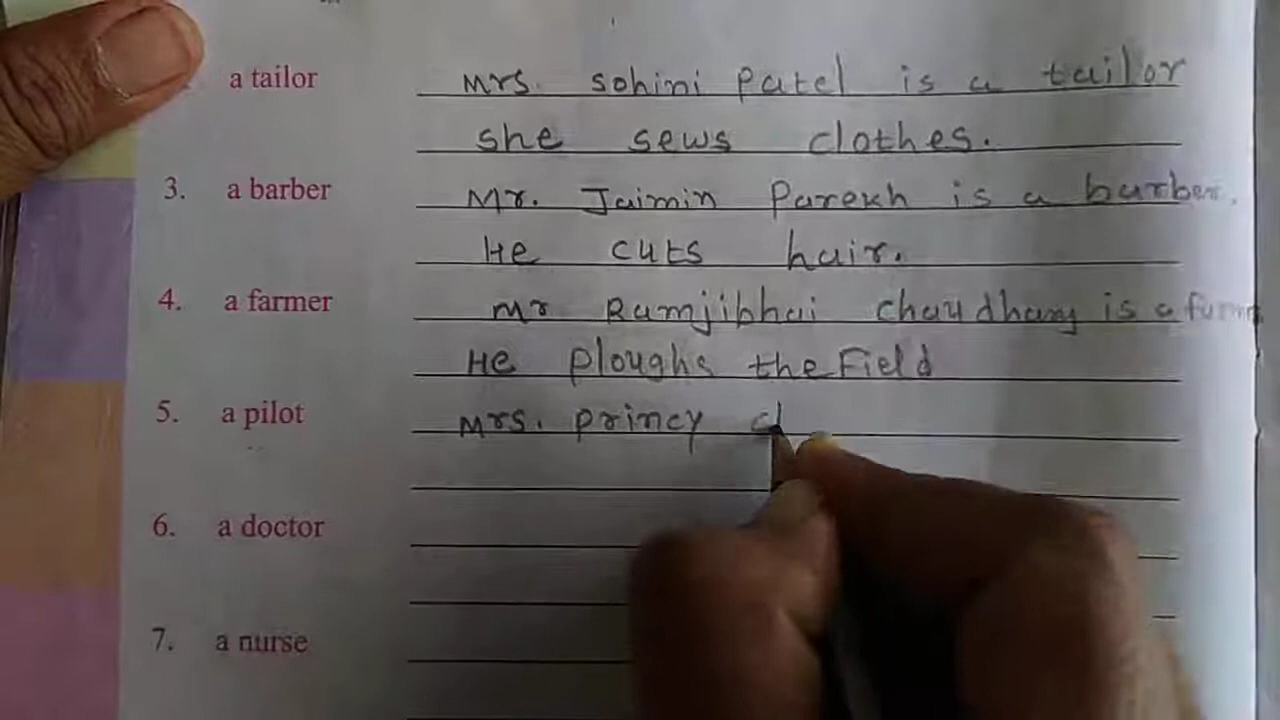 a tailor Mrs. sohini patel is a tailor
she sews clothes.
3. a barber Mr. Jaimin Parekh is a barber.
He cuts hair.
4. a farmer Mr Ramjibhai chaudhary is a
He ploughs the Field
5. a pilot Mrs. princy
6. a doctor
7. a nurse